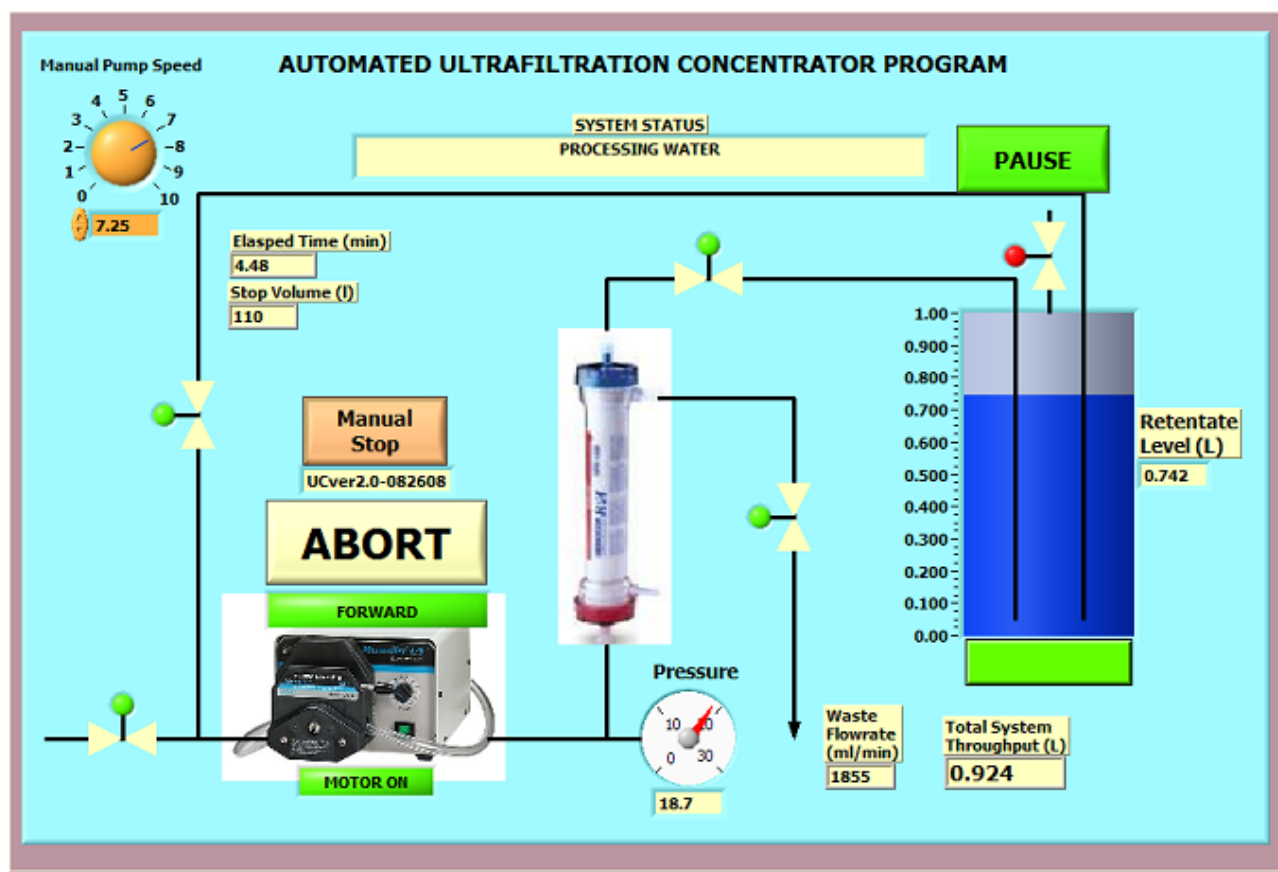 Manual Pump Speed
AUTOMATED ULTRAFILTRATION CONCENTRATOR PROGRAM
0 1 2 3 4 5 6 7 8 9 10
7.25
SYSTEM STATUS
PROCESSING WATER
PAUSE
Elasped Time (min)
4.48
Stop Volume (l)
110
Manual
Stop
UCver2.0-082608
ABORT
FORWARD
MOTOR ON
1.00
0.900
0.800
0.700
0.600
0.500
0.400
0.300
0.200
0.100
0.00
Retentate
Level (L)
0.742
Pressure
0 10 20 30
18.7
Waste
Flowrate
(ml/min)
1855
Total System
Throughput (L)
0.924